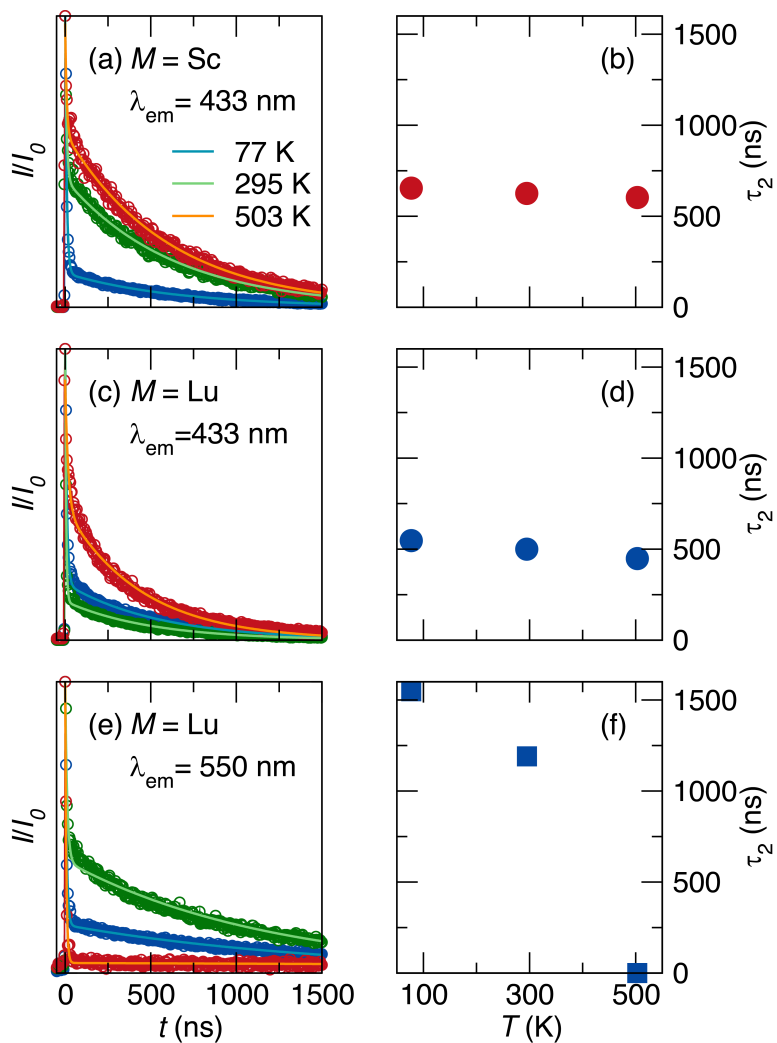 (a) M = Sc
λem= 433 nm
77 K
295 K
503 K
I/I0
(b)
1500
1000
500
0
τ2 (ns)
(c) M = Lu
λem=433 nm
I/I0
(d)
1500
1000
500
0
τ2 (ns)
(e) M = Lu
λem= 550 nm
I/I0
0 500 1000 1500
t (ns)
(f)
1500
1000
500
0
τ2 (ns)
100 200 300 400 500
T (K)